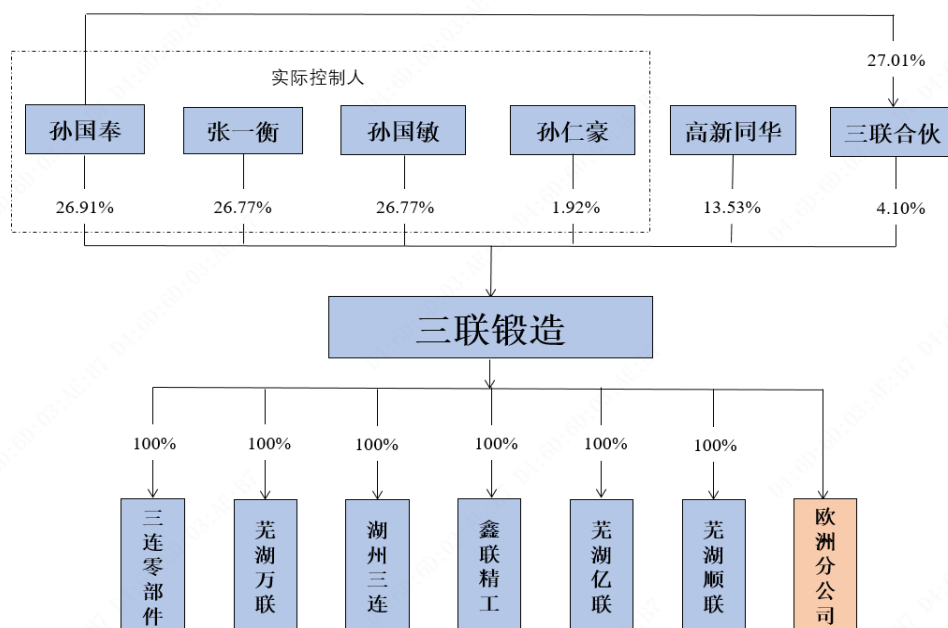 27.01%
实际控制人
孙国奉 张一衡 孙国敏 孙仁豪 高新同华 三联合伙
26.91% 26.77% 26.77% 1.92% 13.53% 4.10%
三联锻造
100% 100% 100% 100% 100% 100%
三连零部件
芜湖万联
湖州三连
鑫联精工
芜湖亿联
芜湖顺联
欧洲分公司